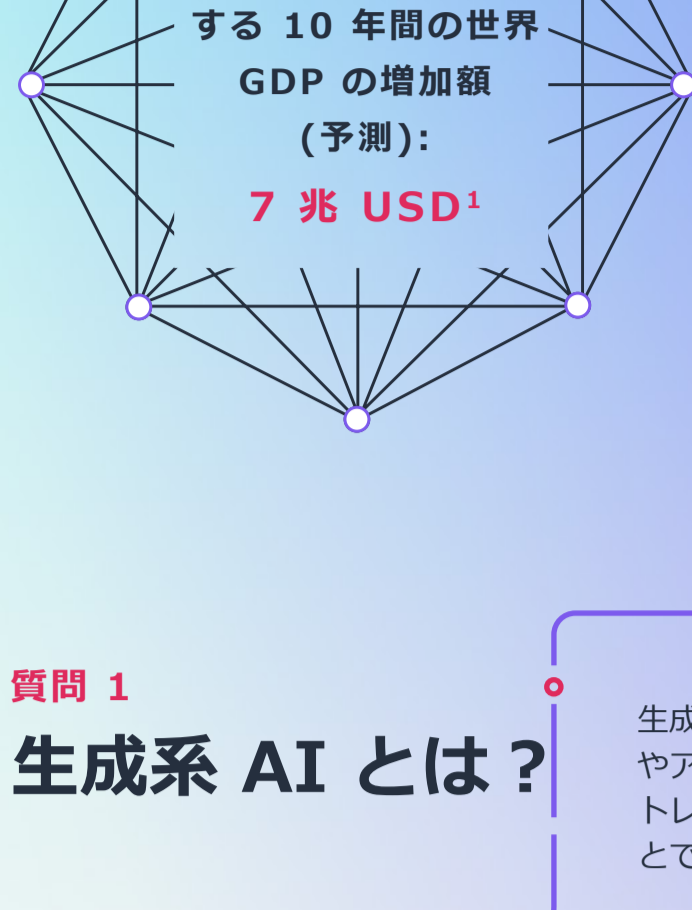 する 10 年間の世界
GDP の増加額
(予測):
7 兆 USD¹
質問 1
生成系 AI とは？
生成
やア
トレ
とで